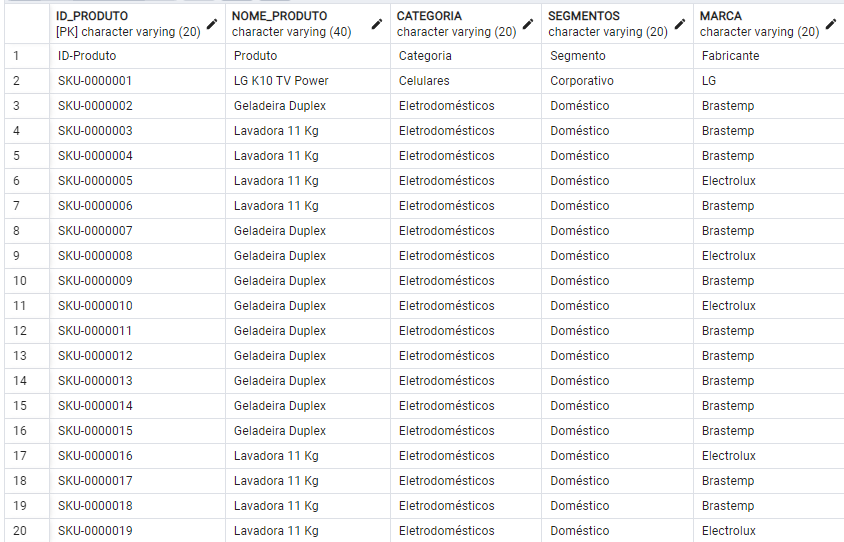 ID_PRODUTO NOME_PRODUTO CATEGORIA SEGMENTOS MARCA
[PK] character varying (20) character varying (40) character varying (20) character varying (20) character varying (20)
1 ID-Produto Produto Categoria Segmento Fabricante
2 SKU-0000001 LG K10 TV Power Celulares Corporativo LG
3 SKU-0000002 Geladeira Duplex Eletrodomésticos Doméstico Brastemp
4 SKU-0000003 Lavadora 11 Kg Eletrodomésticos Doméstico Brastemp
5 SKU-0000004 Lavadora 11 Kg Eletrodomésticos Doméstico Brastemp
6 SKU-0000005 Lavadora 11 Kg Eletrodomésticos Doméstico Electrolux
7 SKU-0000006 Lavadora 11 Kg Eletrodomésticos Doméstico Brastemp
8 SKU-0000007 Geladeira Duplex Eletrodomésticos Doméstico Brastemp
9 SKU-0000008 Geladeira Duplex Eletrodomésticos Doméstico Electrolux
10 SKU-0000009 Geladeira Duplex Eletrodomésticos Doméstico Brastemp
11 SKU-0000010 Geladeira Duplex Eletrodomésticos Doméstico Electrolux
12 SKU-0000011 Geladeira Duplex Eletrodomésticos Doméstico Brastemp
13 SKU-0000012 Geladeira Duplex Eletrodomésticos Doméstico Brastemp
14 SKU-0000013 Geladeira Duplex Eletrodomésticos Doméstico Brastemp
15 SKU-0000014 Geladeira Duplex Eletrodomésticos Doméstico Brastemp
16 SKU-0000015 Geladeira Duplex Eletrodomésticos Doméstico Brastemp
17 SKU-0000016 Lavadora 11 Kg Eletrodomésticos Doméstico Electrolux
18 SKU-0000017 Lavadora 11 Kg Eletrodomésticos Doméstico Brastemp
19 SKU-0000018 Lavadora 11 Kg Eletrodomésticos Doméstico Brastemp
20 SKU-0000019 Lavadora 11 Kg Eletrodomésticos Doméstico Electrolux